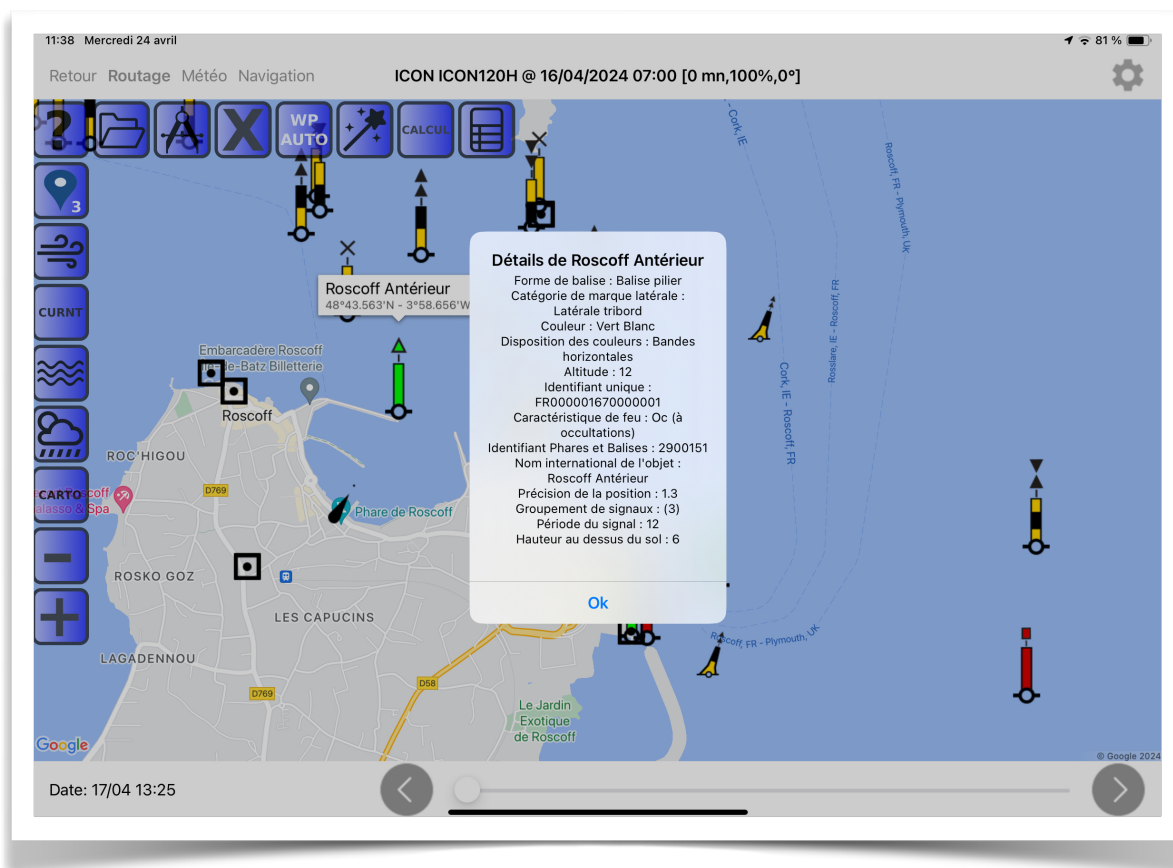 11:38 Mercredi 24 avril
81 %
Retour Routage Météo Navigation
ICON ICON120H @ 16/04/2024 07:00 [0 mn,100%,0°]
?
X
WP
AUTO
CALCUL
3
CURNT
CARTO
Cork, IE
Roscoff, FR - Plymouth, UK
Roscoff Antérieur
48°43.563'N - 3°58.656'W
Embarcadère Roscoff
Île-de-Batz Billetterie
Roscoff
ROC'HIGOU
D769
Phare de Roscoff
ROSKO GOZ
LES CAPUCINS
LAGADENNOU
D769
D58
Le Jardin
Exotique
de Roscoff
Rosslare, IE - Roscoff, FR
Cork, IE - Roscoff, FR
Roscoff, FR - Plymouth, UK
Détails de Roscoff Antérieur
Forme de balise : Balise pilier
Catégorie de marque latérale :
Latérale tribord
Couleur : Vert Blanc
Disposition des couleurs : Bandes
horizontales
Altitude : 12
Identifiant unique :
FR000001670000001
Caractéristique de feu : Oc (à
occultations)
Identifiant Phares et Balises : 2900151
Nom international de l'objet :
Roscoff Antérieur
Précision de la position : 1.3
Groupement de signaux : (3)
Période du signal : 12
Hauteur au dessus du sol : 6
Ok
Google
© Google 2024
Date: 17/04 13:25